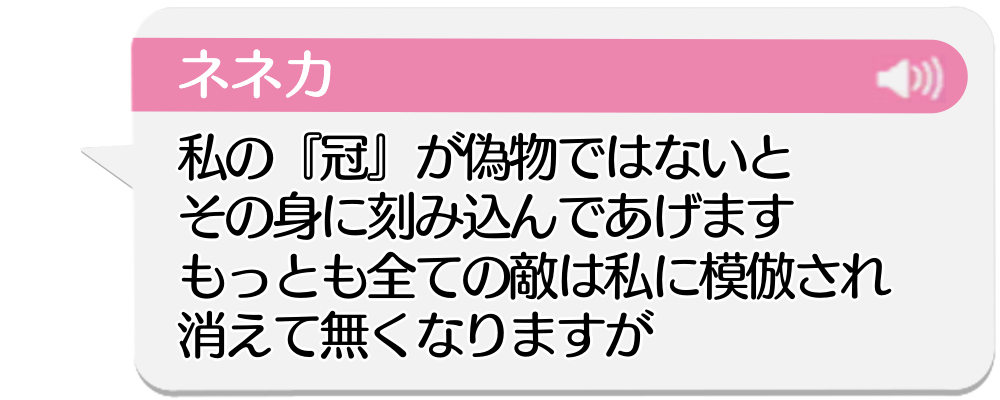 ネネカ
私の『冠』が偽物ではないと
その身に刻み込んであげます
もっとも全ての敵は私に模倣され
消えて無くなりますが